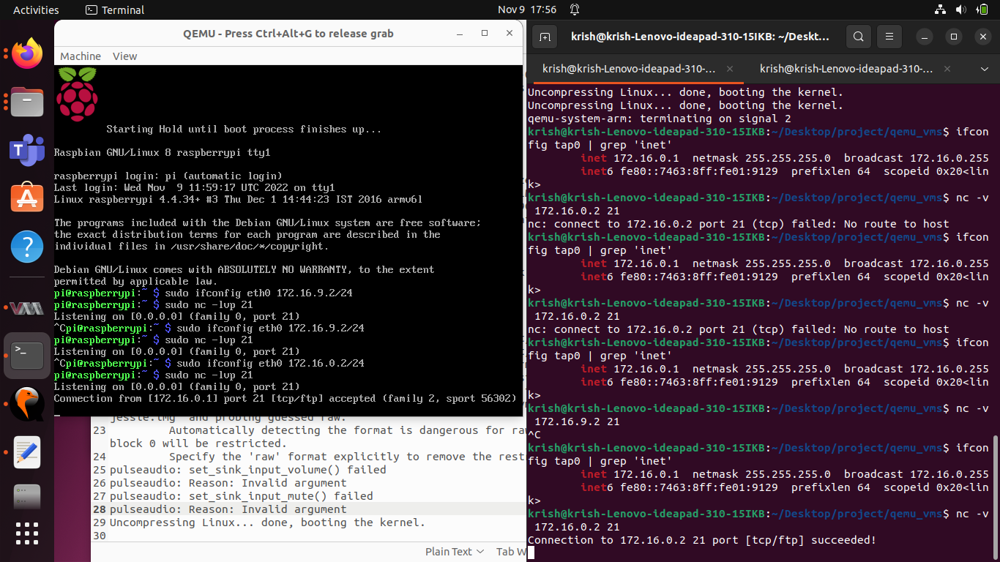 Activities
Terminal
Nov 9 17:56
QEMU - Press Ctrl+Alt+G to release grab
Machine View
Starting Hold until boot process finishes up...
Raspbian GNU/Linux 8 raspberrypi tty1
raspberrypi login: pi (automatic login)
Last login: Wed Nov  9 11:59:17 UTC 2022 on tty1
Linux raspberrypi 4.4.34+ #3 Thu Dec 1 14:44:23 IST 2016 armv6l
The programs included with the Debian GNU/Linux system are free software;
the exact distribution terms for each program are described in the
individual files in /usr/share/doc/*/copyright.
Debian GNU/Linux comes with ABSOLUTELY NO WARRANTY, to the extent
permitted by applicable law.
pi@raspberrypi:~ $ sudo ifconfig eth0 172.16.9.2/24
pi@raspberrypi:~ $ sudo nc -lvp 21
Listening on [0.0.0.0] (family 0, port 21)
^Cpi@raspberrypi:~ $ sudo ifconfig eth0 172.16.9.2/24
pi@raspberrypi:~ $ sudo nc -lvp 21
Listening on [0.0.0.0] (family 0, port 21)
^Cpi@raspberrypi:~ $ sudo ifconfig eth0 172.16.0.2/24
pi@raspberrypi:~ $ sudo nc -lvp 21
Listening on [0.0.0.0] (family 0, port 21)
Connection from [172.16.0.1] port 21 [tcp/ftp] accepted (family 2, sport 56302)
jessie.img' and probing guessed raw.
23 Automatically detecting the format is dangerous for raw
block 0 will be restricted.
24 Specify the 'raw' format explicitly to remove the rest
25 pulseaudio: set_sink_input_volume() failed
26 pulseaudio: Reason: Invalid argument
27 pulseaudio: set_sink_input_mute() failed
28 pulseaudio: Reason: Invalid argument
29 Uncompressing Linux... done, booting the kernel.
30
Plain Text Tab W
krish@krish-Lenovo-ideapad-310-15IKB: ~/Deskt...
krish@krish-Lenovo-ideapad-310-...
krish@krish-Lenovo-ideapad-310-...
Uncompressing Linux... done, booting the kernel.
Uncompressing Linux... done, booting the kernel.
qemu-system-arm: terminating on signal 2
krish@krish-Lenovo-ideapad-310-15IKB:~/Desktop/project/qemu_vms$ ifcon
fig tap0 | grep 'inet'
inet 172.16.0.1  netmask 255.255.255.0  broadcast 172.16.0.255
inet6 fe80::7463:8ff:fe01:9129  prefixlen 64  scopeid 0x20<lin
k>
krish@krish-Lenovo-ideapad-310-15IKB:~/Desktop/project/qemu_vms$ nc -v
172.16.0.2 21
nc: connect to 172.16.0.2 port 21 (tcp) failed: No route to host
krish@krish-Lenovo-ideapad-310-15IKB:~/Desktop/project/qemu_vms$ ifcon
fig tap0 | grep 'inet'
inet 172.16.0.1  netmask 255.255.255.0  broadcast 172.16.0.255
inet6 fe80::7463:8ff:fe01:9129  prefixlen 64  scopeid 0x20<lin
k>
krish@krish-Lenovo-ideapad-310-15IKB:~/Desktop/project/qemu_vms$ nc -v
172.16.0.2 21
nc: connect to 172.16.0.2 port 21 (tcp) failed: No route to host
krish@krish-Lenovo-ideapad-310-15IKB:~/Desktop/project/qemu_vms$ ifcon
fig tap0 | grep 'inet'
inet 172.16.0.1  netmask 255.255.255.0  broadcast 172.16.0.255
inet6 fe80::7463:8ff:fe01:9129  prefixlen 64  scopeid 0x20<lin
k>
krish@krish-Lenovo-ideapad-310-15IKB:~/Desktop/project/qemu_vms$ nc -v
172.16.9.2 21
^C
krish@krish-Lenovo-ideapad-310-15IKB:~/Desktop/project/qemu_vms$ ifcon
fig tap0 | grep 'inet'
inet 172.16.0.1  netmask 255.255.255.0  broadcast 172.16.0.255
inet6 fe80::7463:8ff:fe01:9129  prefixlen 64  scopeid 0x20<lin
k>
krish@krish-Lenovo-ideapad-310-15IKB:~/Desktop/project/qemu_vms$ nc -v
172.16.0.2 21
Connection to 172.16.0.2 21 port [tcp/ftp] succeeded!